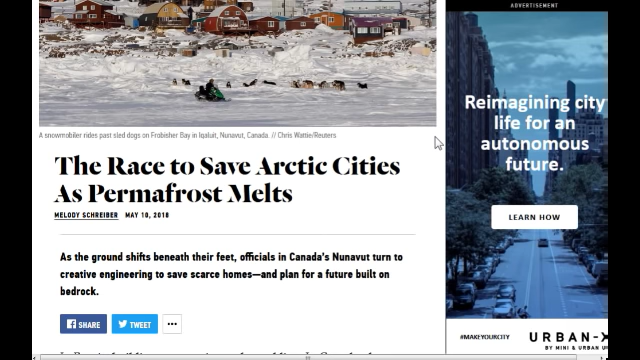 ADVERTISEMENT
A snowmobiler rides past sled dogs on Frobisher Bay in Iqaluit, Nunavut, Canada. // Chris Wattie/Reuters
The Race to Save Arctic Cities
As Permafrost Melts
MELODY SCHREIBER MAY 18, 2018
As the ground shifts beneath their feet, officials in Canada's Nunavut turn to
creative engineering to save scarce homes—and plan for a future built on
bedrock.
SHARE
TWEET
Reimagining city
life for an
autonomous
future.
LEARN HOW
#MAKEYOURCITY
URBAN-X
BY MINI & URBAN U